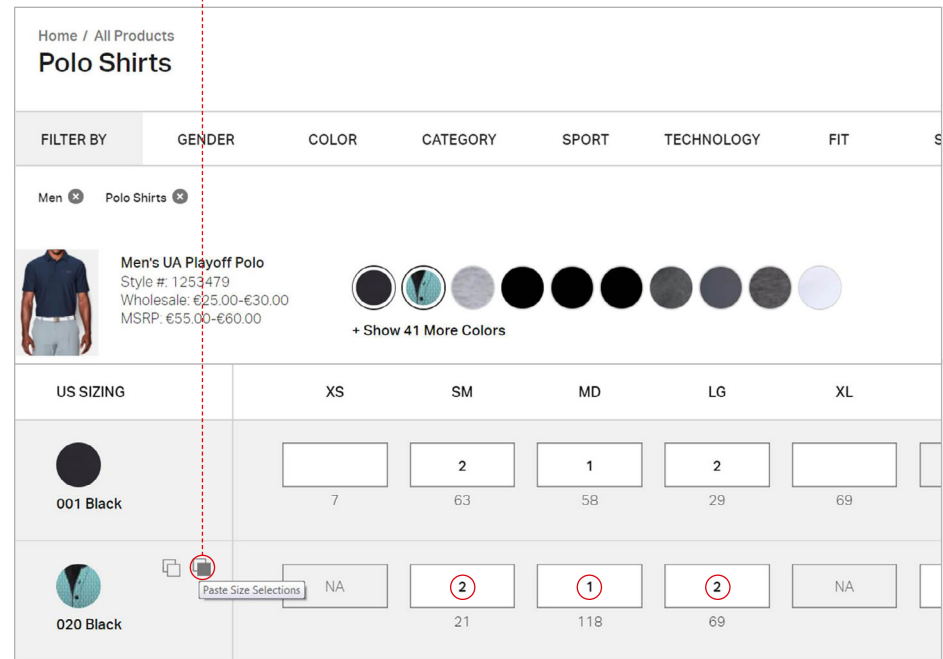 Home / All Products
Polo Shirts
FILTER BY GENDER COLOR CATEGORY SPORT TECHNOLOGY FIT S
Men Polo Shirts
Men's UA Playoff Polo
Style #: 1253479
Wholesale: €25.00-€30.00
MSRP: €55.00-€60.00
+ Show 41 More Colors
US SIZING XS SM MD LG XL
2 1 2
001 Black 7 63 58 29 69
Paste Size Selections NA 2 1 2 NA
020 Black 21 118 69